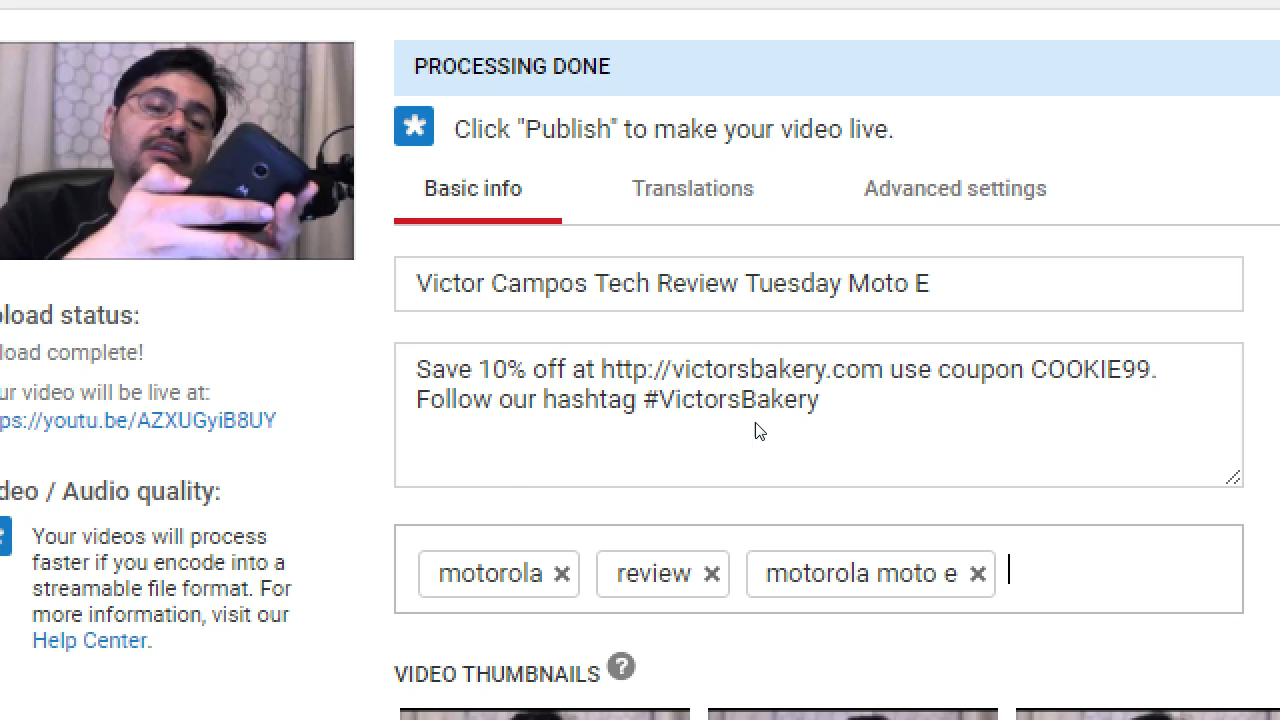 PROCESSING DONE
Click "Publish" to make your video live.
Basic info Translations Advanced settings
Victor Campos Tech Review Tuesday Moto E
Save 10% off at http://victorsbakery.com use coupon COOKIE99.
Follow our hashtag #VictorsBakery
motorola review motorola moto e
VIDEO THUMBNAILS ?
pload status:
load complete!
ur video will be live at:
ps://youtu.be/AZXUGyiB8UY
deo / Audio quality:
Your videos will process
faster if you encode into a
streamable file format. For
more information, visit our
Help Center.